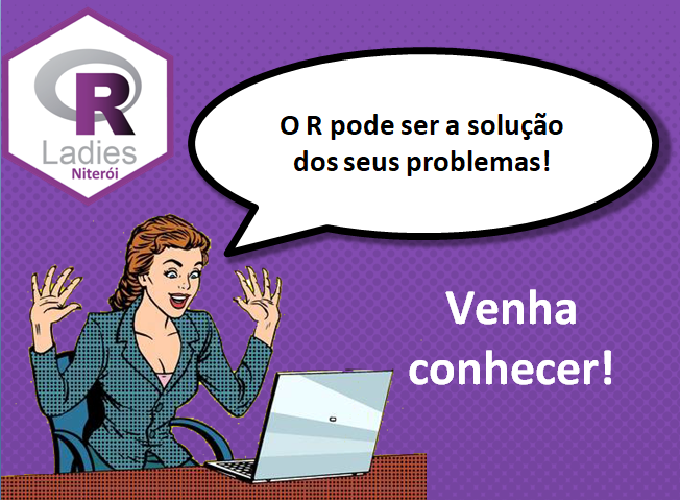 R
Ladies
Niterói
O R pode ser a solução
dos seus problemas!
Venha
conhecer!